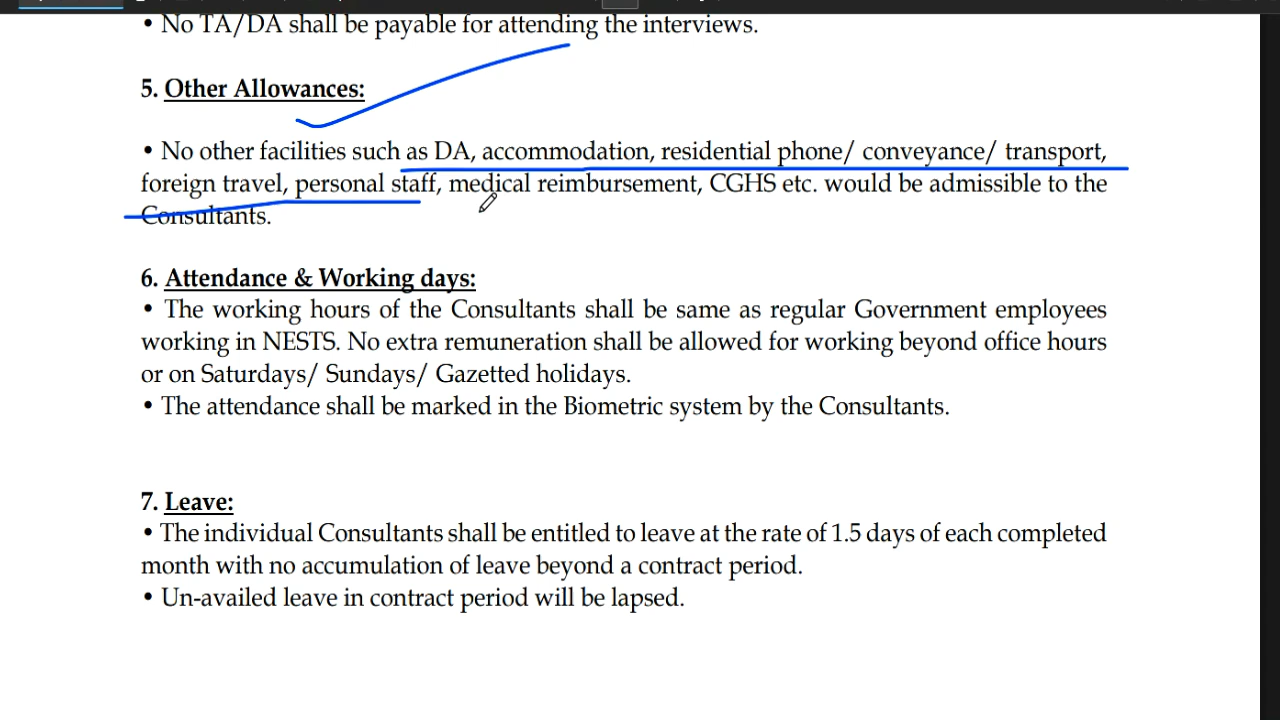 • No TA/DA shall be payable for attending the interviews.
5. Other Allowances:
• No other facilities such as DA, accommodation, residential phone/ conveyance/ transport,
foreign travel, personal staff, medical reimbursement, CGHS etc. would be admissible to the
Consultants.
6. Attendance & Working days:
• The working hours of the Consultants shall be same as regular Government employees
working in NESTS. No extra remuneration shall be allowed for working beyond office hours
or on Saturdays/ Sundays/ Gazetted holidays.
• The attendance shall be marked in the Biometric system by the Consultants.
7. Leave:
• The individual Consultants shall be entitled to leave at the rate of 1.5 days of each completed
month with no accumulation of leave beyond a contract period.
• Un-availed leave in contract period will be lapsed.